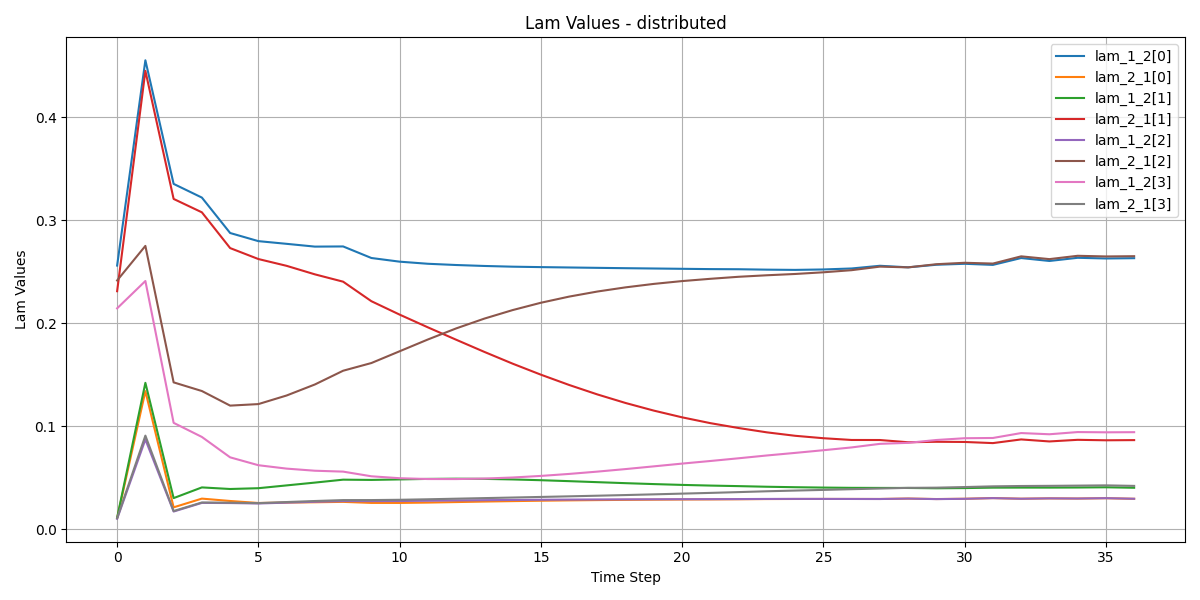 Lam Values - distributed
lam_1_2[0]
lam_2_1[0]
lam_1_2[1]
lam_2_1[1]
lam_1_2[2]
lam_2_1[2]
lam_1_2[3]
lam_2_1[3]
Lam Values
0.4
0.3
0.2
0.1
0.0
0 5 10 15 20 25 30 35
Time Step